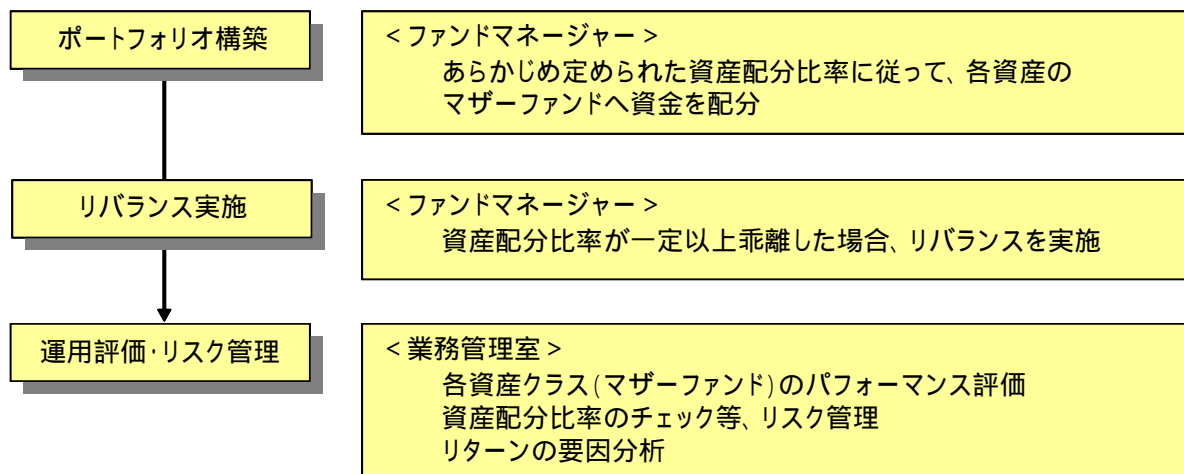 ポートフォリオ構築
<ファンドマネージャー>
あらかじめ定められた資産配分比率に従って、各資産の
マザーファンドへ資金を配分
リバランス実施
<ファンドマネージャー>
資産配分比率が一定以上乖離した場合、リバランスを実施
運用評価・リスク管理
<業務管理室>
各資産クラス(マザーファンド)のパフォーマンス評価
資産配分比率のチェック等、リスク管理
リターンの要因分析